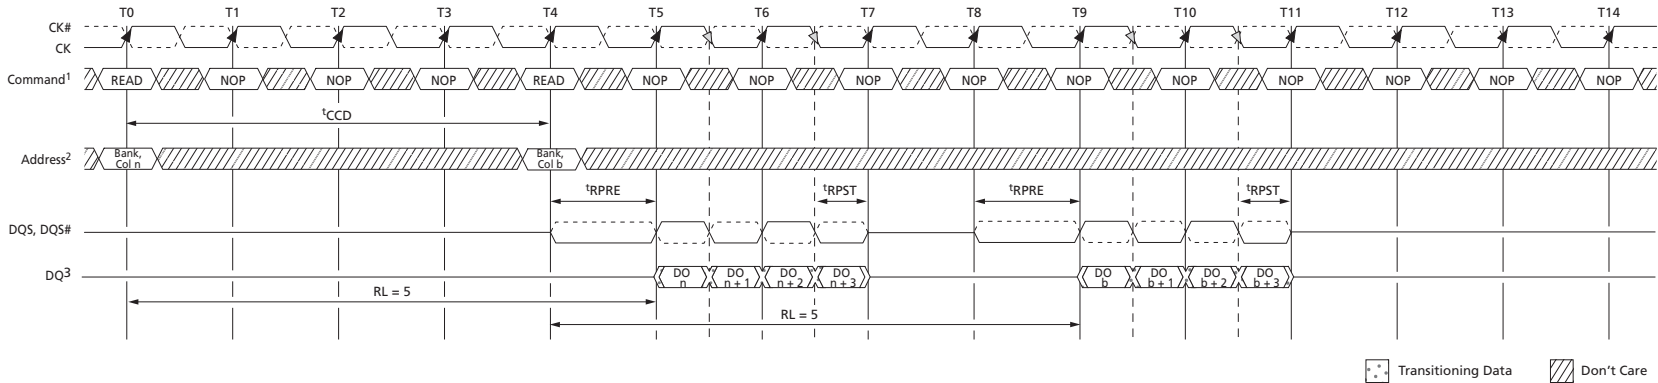 T0 T1 T2 T3 T4 T5 T6 T7 T8 T9 T10 T11 T12 T13 T14
CK#
CK
Command1 READ NOP NOP NOP READ NOP NOP NOP NOP NOP NOP NOP NOP NOP NOP
tCCD
Address2 Bank, Col n Bank, Col b
tRPRE tRPST tRPRE tRPST
DQS, DQS#
DQ3 DO n DO n + 1 DO n + 2 DO n + 3 DO b DO b + 1 DO b + 2 DO b + 3
RL = 5
RL = 5
Transitioning Data Don't Care